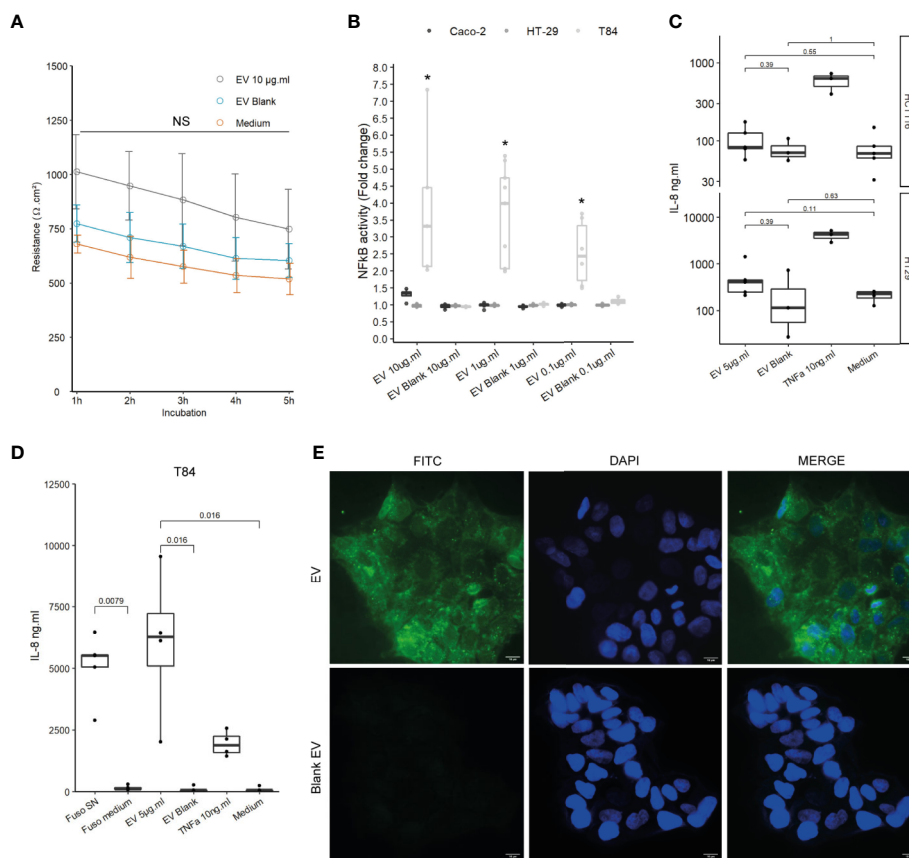 A
EV 10 µg.ml
EV Blank
Medium
NS
Resistance (Ω .cm²)
1500
1250
1000
750
500
250
0
1h
2h
3h
4h
5h
Incubation
B
Caco-2
HT-29
T84
NFkB activity (Fold change)
8.0
7.5
7.0
6.5
6.0
5.5
5.0
4.5
4.0
3.5
3.0
2.5
2.0
1.5
1.0
0.5
0.0
*
*
*
EV 10ug.ml
EV Blank 10ug.ml
EV 1ug.ml
EV Blank 1ug.ml
EV 0.1ug.ml
EV Blank 0.1ug.ml
C
1
0.55
0.39
1000
300
100
30
IL-8 ng.ml
0.63
0.11
0.39
10000
1000
100
EV 5µg.ml
EV Blank
TNFa 10ng.ml
Medium
D
T84
IL-8 ng.ml
12500
10000
7500
5000
2500
0
0.016
0.016
0.0079
Fuso SN
Fuso medium
EV 5µg.ml
EV Blank
TNFa 10ng.ml
Medium
E
FITC
DAPI
MERGE
EV
Blank EV